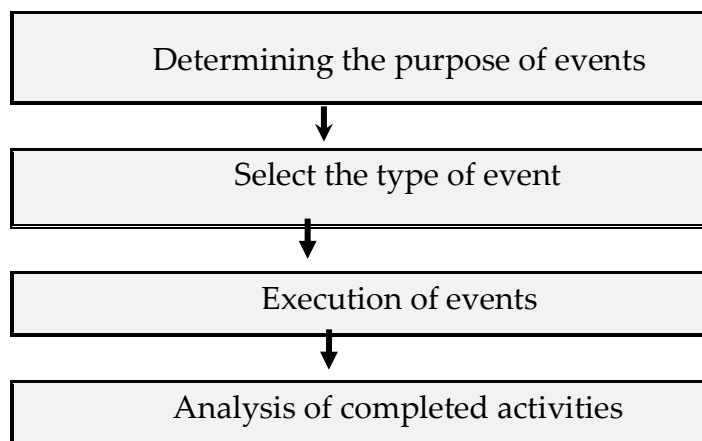 Determining the purpose of events
Select the type of event
Execution of events
Analysis of completed activities